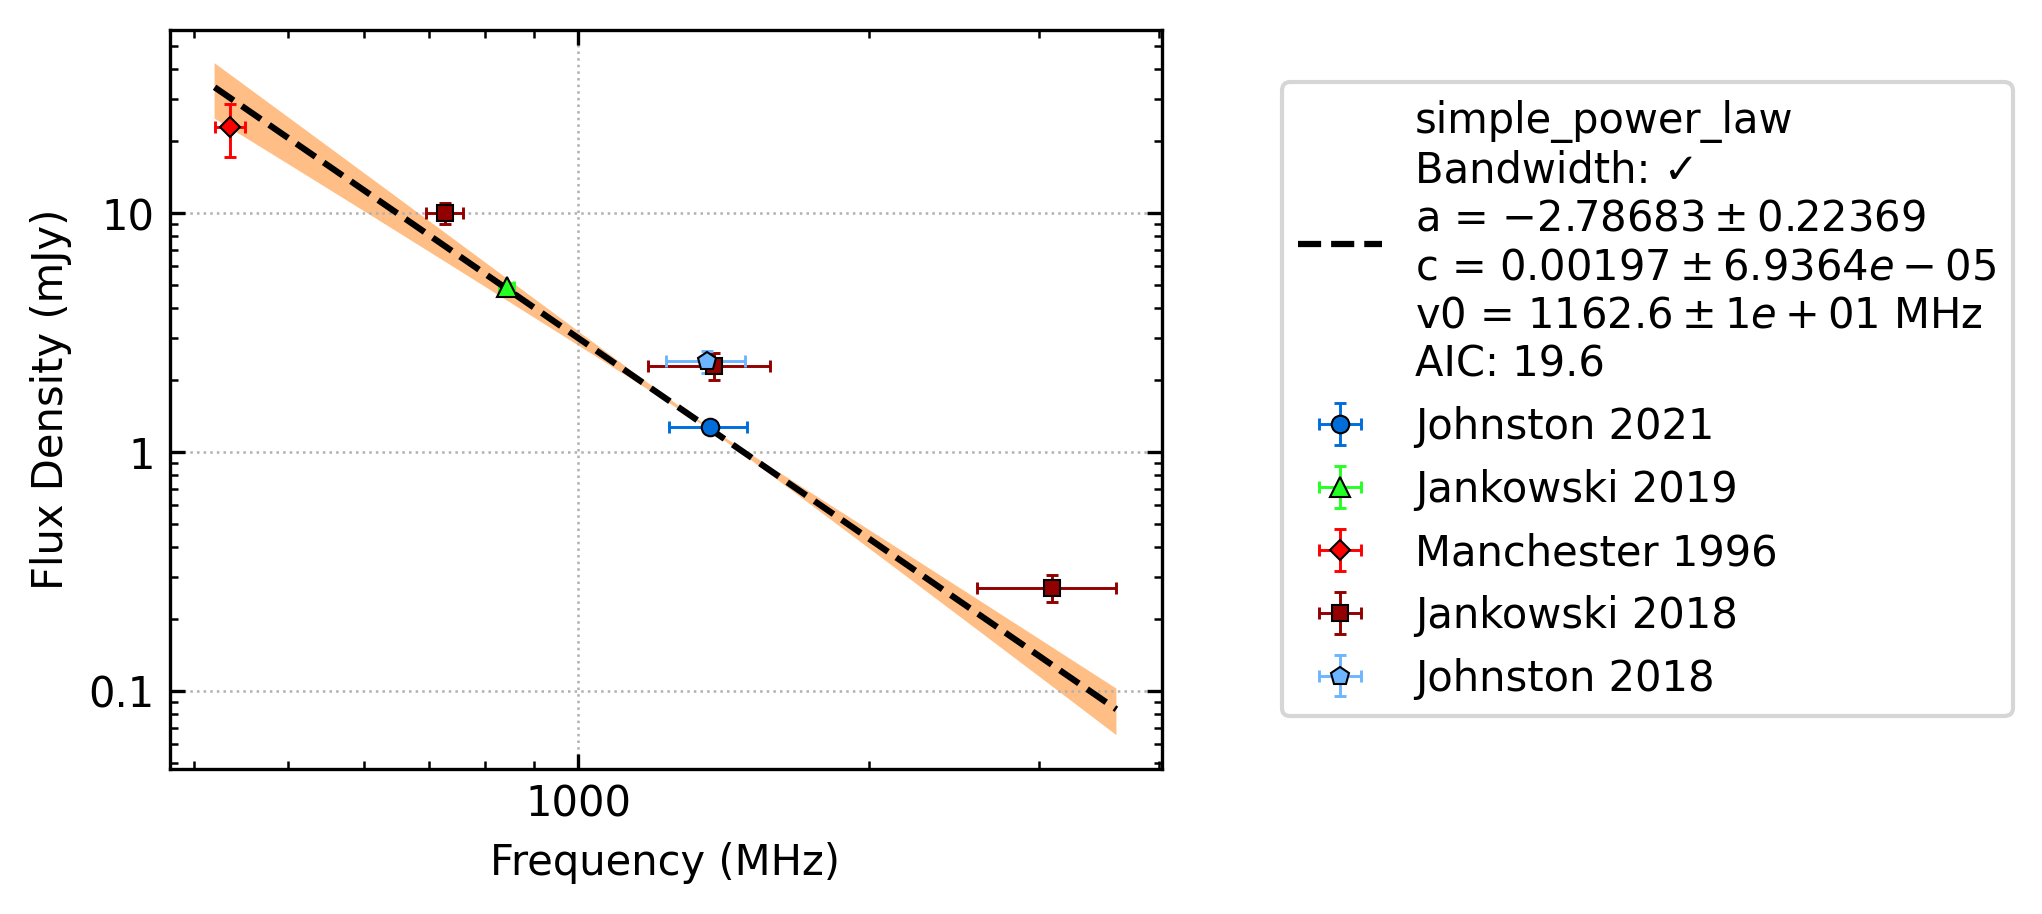 Flux Density (mJy)
10
1
0.1
1000
Frequency (MHz)
simple_power_law
Bandwidth: ✓
a = −2.78683 ± 0.22369
c = 0.00197 ± 6.9364e − 05
v0 = 1162.6 ± 1e + 01 MHz
AIC: 19.6
Johnston 2021
Jankowski 2019
Manchester 1996
Jankowski 2018
Johnston 2018